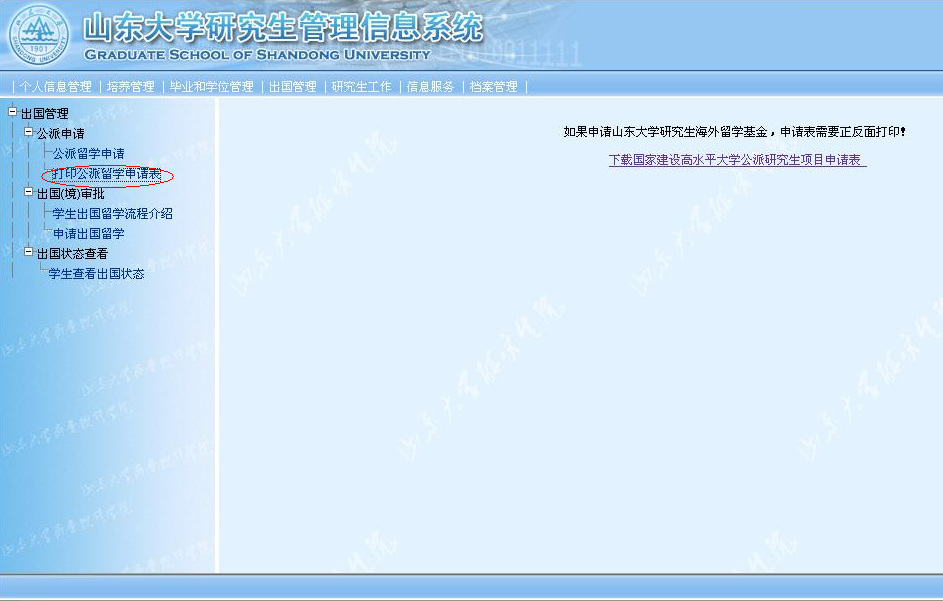 山东大学研究生管理信息系统
GRADUATE SCHOOL OF SHANDONG UNIVERSITY
1901
| 个人信息管理 | 培养管理 | 毕业和学位管理 | 出国管理 | 研究生工作 | 信息服务 | 档案管理 |
出国管理
公派申请
公派留学申请
打印公派留学申请表
出国(境)审批
学生出国留学流程介绍
申请出国留学
出国状态查看
学生查看出国状态
如果申请山东大学研究生海外留学基金，申请表需要正反面打印！
下载国家建设高水平大学公派研究生项目申请表